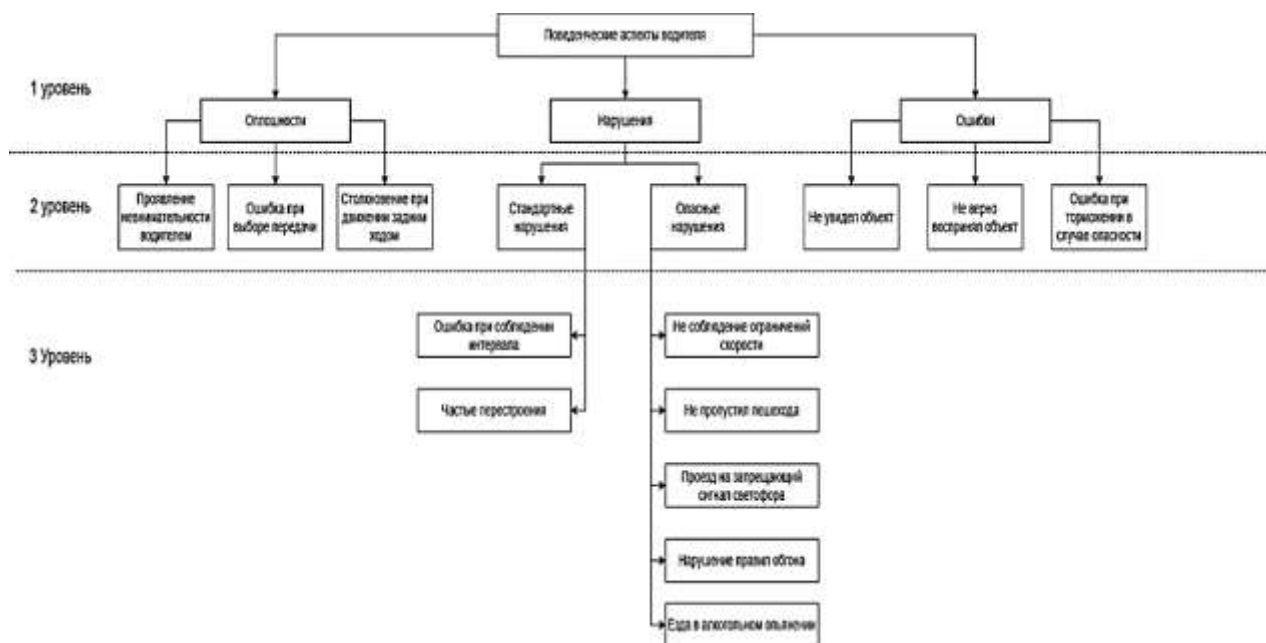 Поведенческие аспекты водителя
1 уровень
Оплошности
Нарушения
Ошибки
2 уровень
Проявление
невнимательности
водителем
Ошибка при
выборе передачи
Столкновение при
движении задним
ходом
Стандартные
нарушения
Опасные
нарушения
Не увидел объект
Не верно
воспринял объект
Ошибка при
торможении в
случае опасности
3 Уровень
Ошибка при соблюдении
интервала
Частые перестроения
Не соблюдение ограничений
скорости
Не пропустил пешехода
Проезд на запрещающий
сигнал светофора
Нарушение правил обгона
Езда в алкогольном опьянении